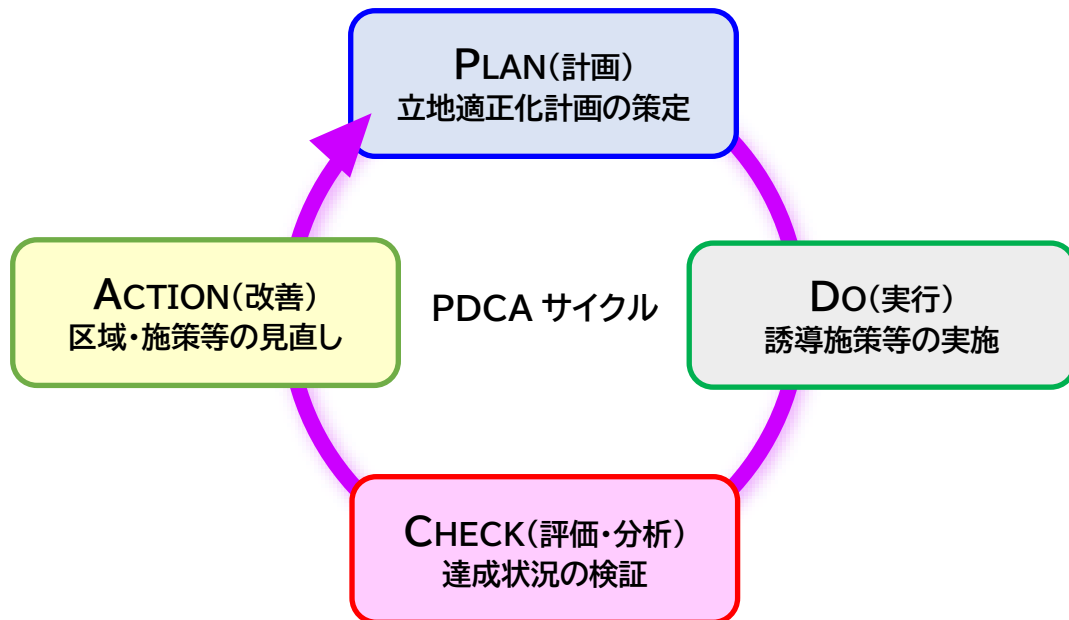 PLAN(計画)
立地適正化計画の策定
ACTION(改善)
区域・施策等の見直し
PDCA サイクル
DO(実行)
誘導施策等の実施
CHECK(評価・分析)
達成状況の検証